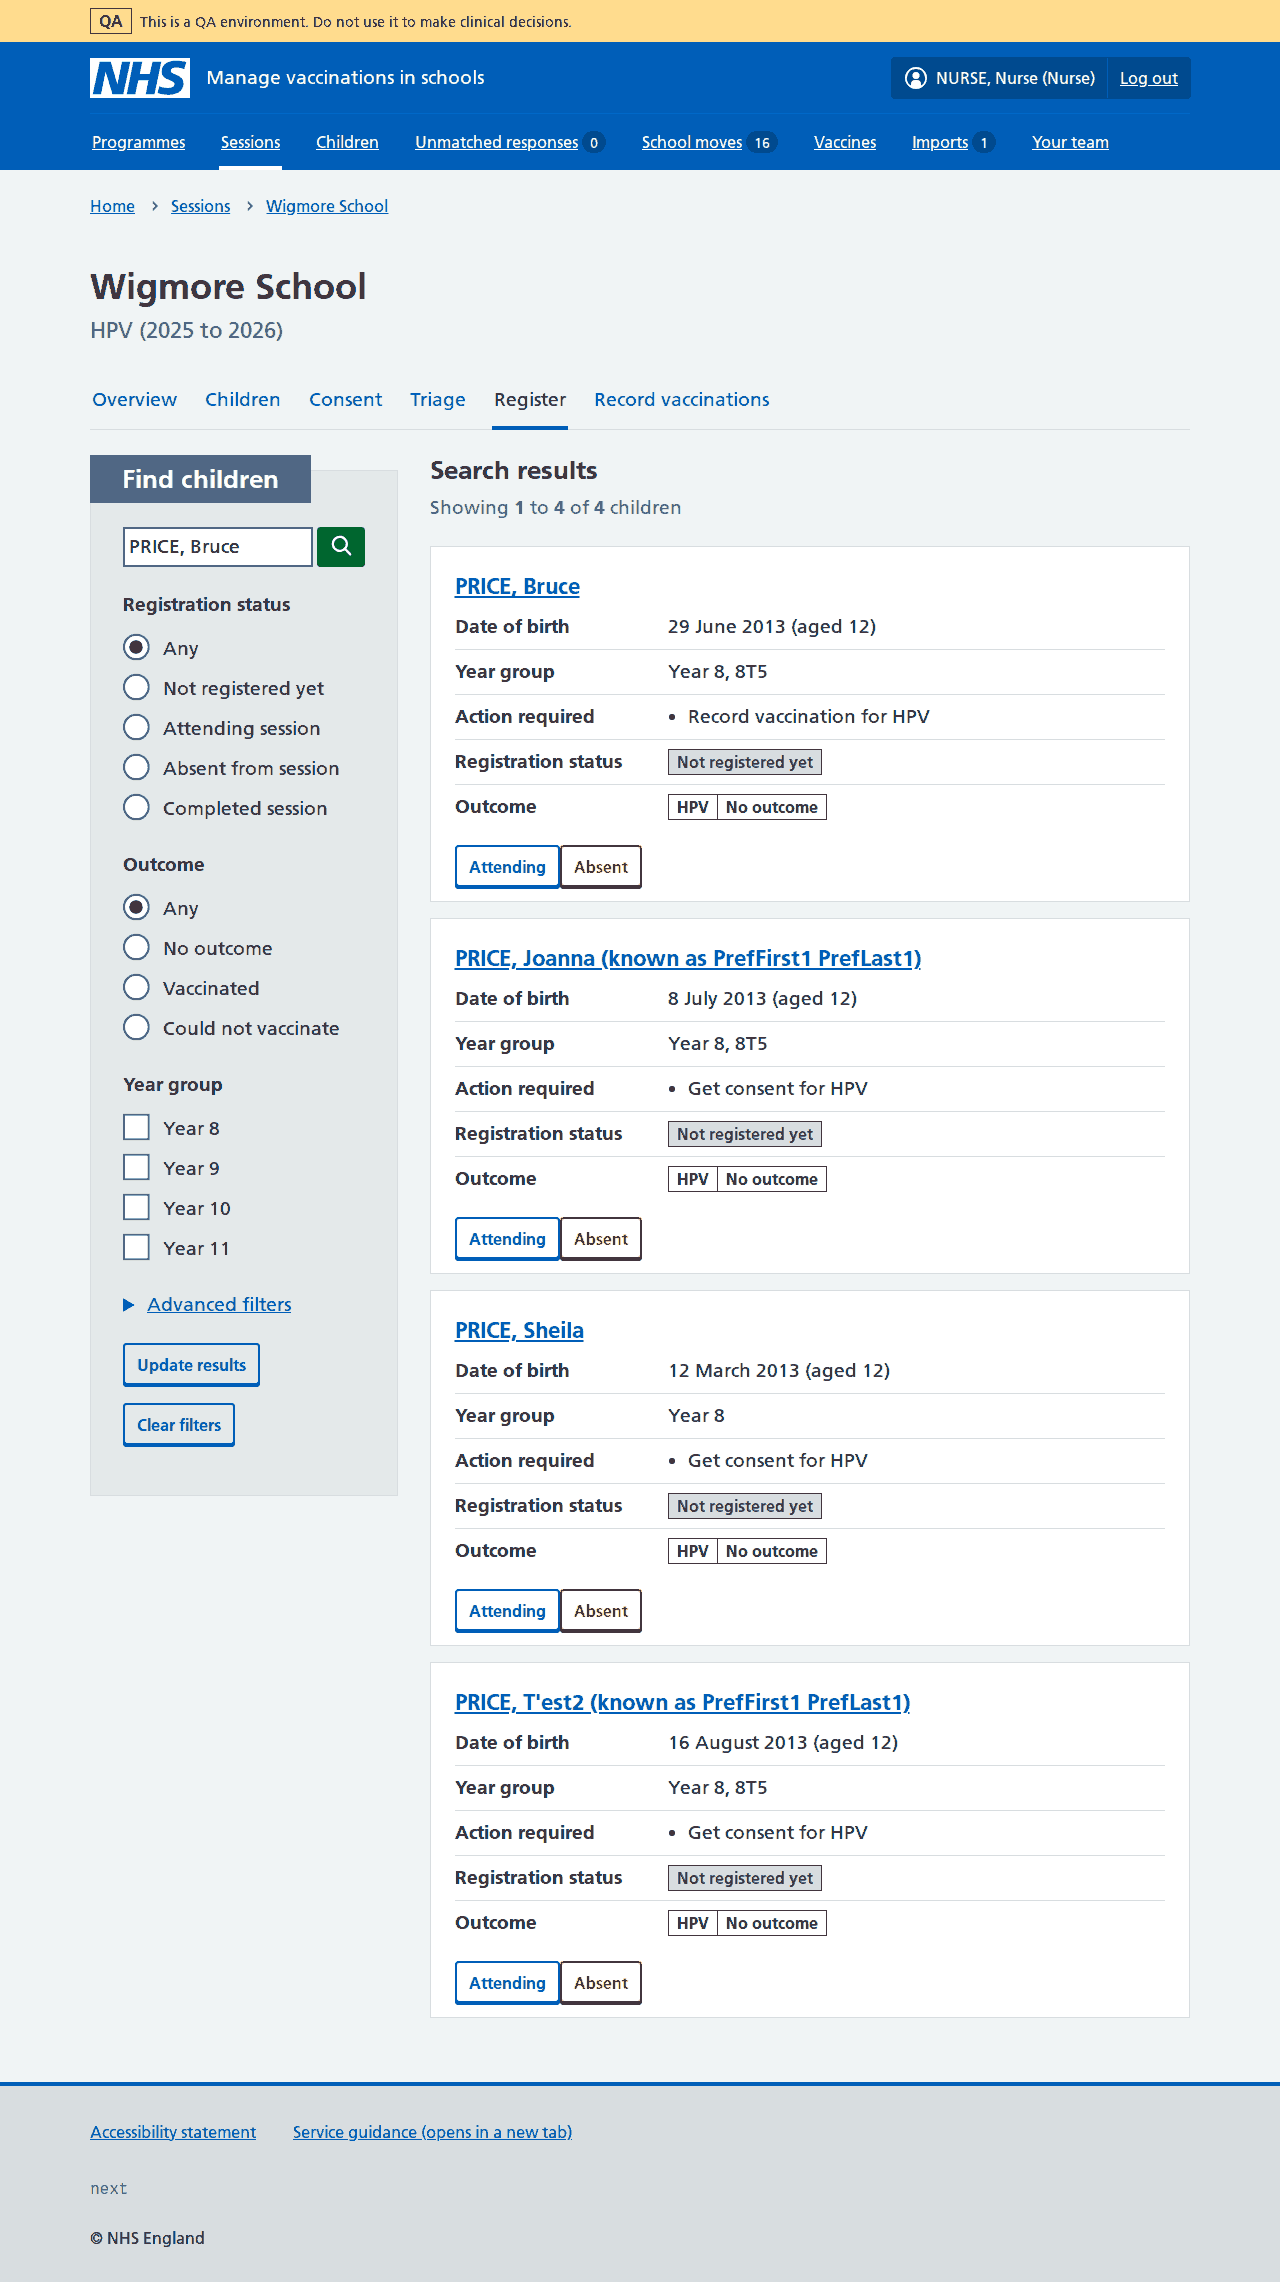 QA This is a QA environment. Do not use it to make clinical decisions.
NHS Manage vaccinations in schools NURSE, Nurse (Nurse) Log out
Programmes Sessions Children Unmatched responses 0 School moves 16 Vaccines Imports 1 Your team
Home Sessions Wigmore School
Wigmore School
HPV (2025 to 2026)
Overview Children Consent Triage Register Record vaccinations
Find children
PRICE, Bruce
Registration status
Any
Not registered yet
Attending session
Absent from session
Completed session
Outcome
Any
No outcome
Vaccinated
Could not vaccinate
Year group
Year 8
Year 9
Year 10
Year 11
Advanced filters
Update results
Clear filters
Search results
Showing 1 to 4 of 4 children
PRICE, Bruce
Date of birth 29 June 2013 (aged 12)
Year group Year 8, 8T5
Action required • Record vaccination for HPV
Registration status Not registered yet
Outcome HPV No outcome
Attending Absent
PRICE, Joanna (known as PrefFirst1 PrefLast1)
Date of birth 8 July 2013 (aged 12)
Year group Year 8, 8T5
Action required • Get consent for HPV
Registration status Not registered yet
Outcome HPV No outcome
Attending Absent
PRICE, Sheila
Date of birth 12 March 2013 (aged 12)
Year group Year 8
Action required • Get consent for HPV
Registration status Not registered yet
Outcome HPV No outcome
Attending Absent
PRICE, T'est2 (known as PrefFirst1 PrefLast1)
Date of birth 16 August 2013 (aged 12)
Year group Year 8, 8T5
Action required • Get consent for HPV
Registration status Not registered yet
Outcome HPV No outcome
Attending Absent
Accessibility statement Service guidance (opens in a new tab)
next
© NHS England